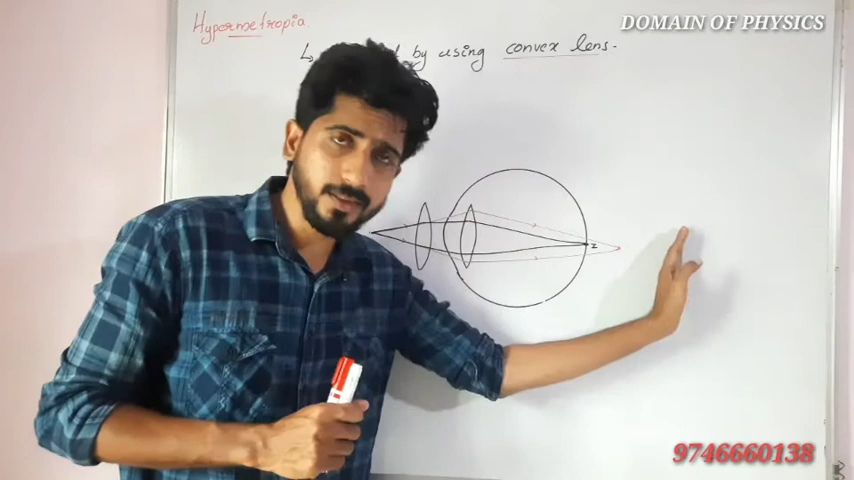 Hypermetropia
DOMAIN of PHYSICS
by using convex lens.
I
9746660138